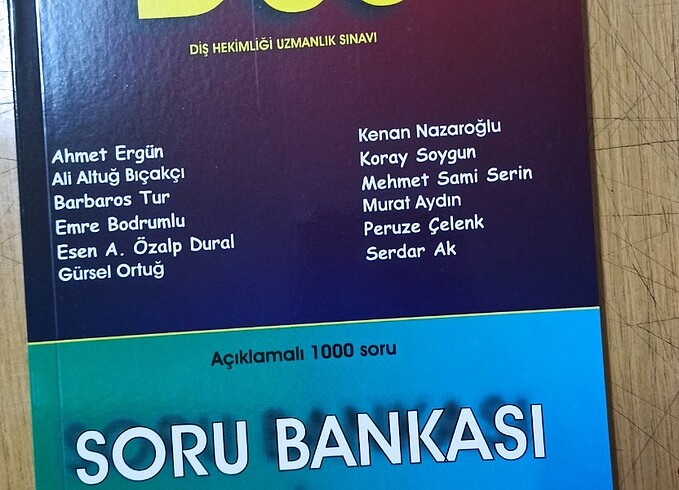 DUS
DİŞ HEKİMLİĞİ UZMANLIK SINAVI
Ahmet Ergün
Ali Altuğ Bıçakçı
Barbaros Tur
Emre Bodrumlu
Esen A. Özalp Dural
Gürsel Ortuğ
Kenan Nazaroğlu
Koray Soygun
Mehmet Sami Serin
Murat Aydın
Peruze Çelenk
Serdar Ak
Açıklamalı 1000 soru
SORU BANKASI